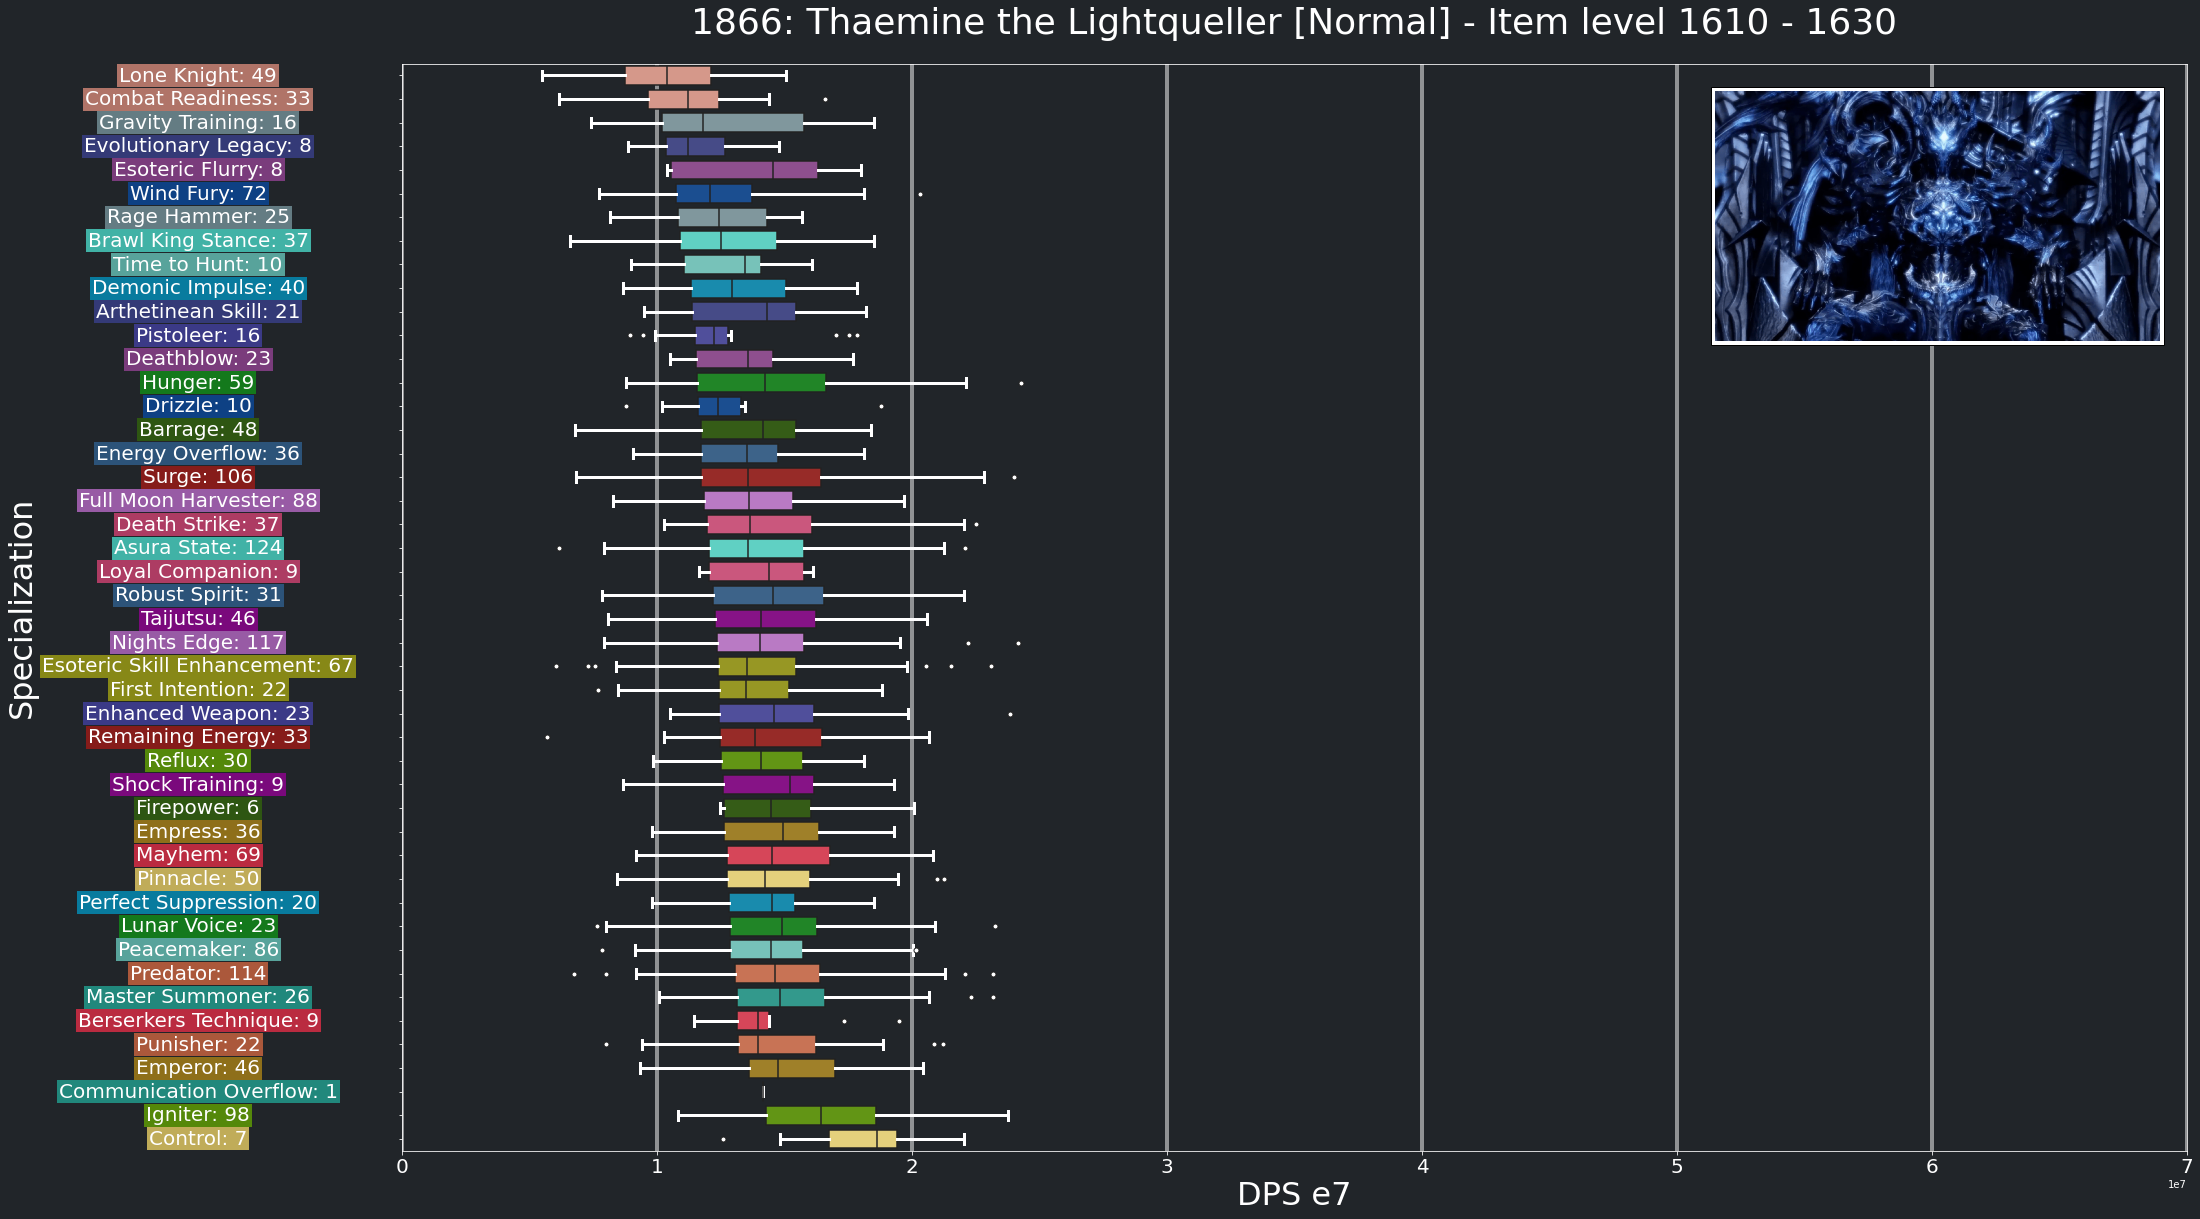 1866: Thaemine the Lightqueller [Normal] - Item level 1610 - 1630
Lone Knight: 49
Combat Readiness: 33
Gravity Training: 16
Evolutionary Legacy: 8
Esoteric Flurry: 8
Wind Fury: 72
Rage Hammer: 25
Brawl King Stance: 37
Time to Hunt: 10
Demonic Impulse: 40
Arthetinean Skill: 21
Pistoleer: 16
Deathblow: 23
Hunger: 59
Drizzle: 10
Barrage: 48
Energy Overflow: 36
Surge: 106
Full Moon Harvester: 88
Death Strike: 37
Asura State: 124
Loyal Companion: 9
Robust Spirit: 31
Taijutsu: 46
Nights Edge: 117
Esoteric Skill Enhancement: 67
First Intention: 22
Enhanced Weapon: 23
Remaining Energy: 33
Reflux: 30
Shock Training: 9
Firepower: 6
Empress: 36
Mayhem: 69
Pinnacle: 50
Perfect Suppression: 20
Lunar Voice: 23
Peacemaker: 86
Predator: 114
Master Summoner: 26
Berserkers Technique: 9
Punisher: 22
Emperor: 46
Communication Overflow: 1
Igniter: 98
Control: 7
Specialization
0 1 2 3 4 5 6 7
DPS e7
1e7